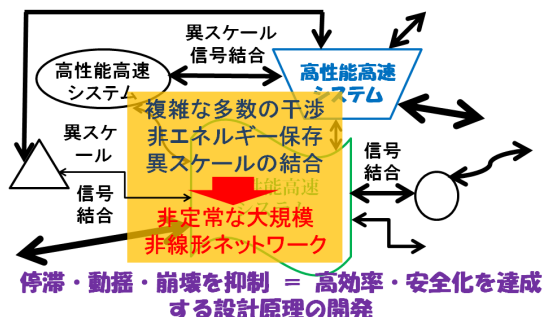 異スケール
信号結合
高性能高速
システム
高性能高速
システム
複雑な多数の干渉
非エネルギー保存
異スケールの結合
異スケ
ール
信号
結合
信号
結合
性能高速
非定常な大規模
非線形ネットワーク
停滞・動揺・崩壊を抑制 = 高効率・安全化を達成
する設計原理の開発